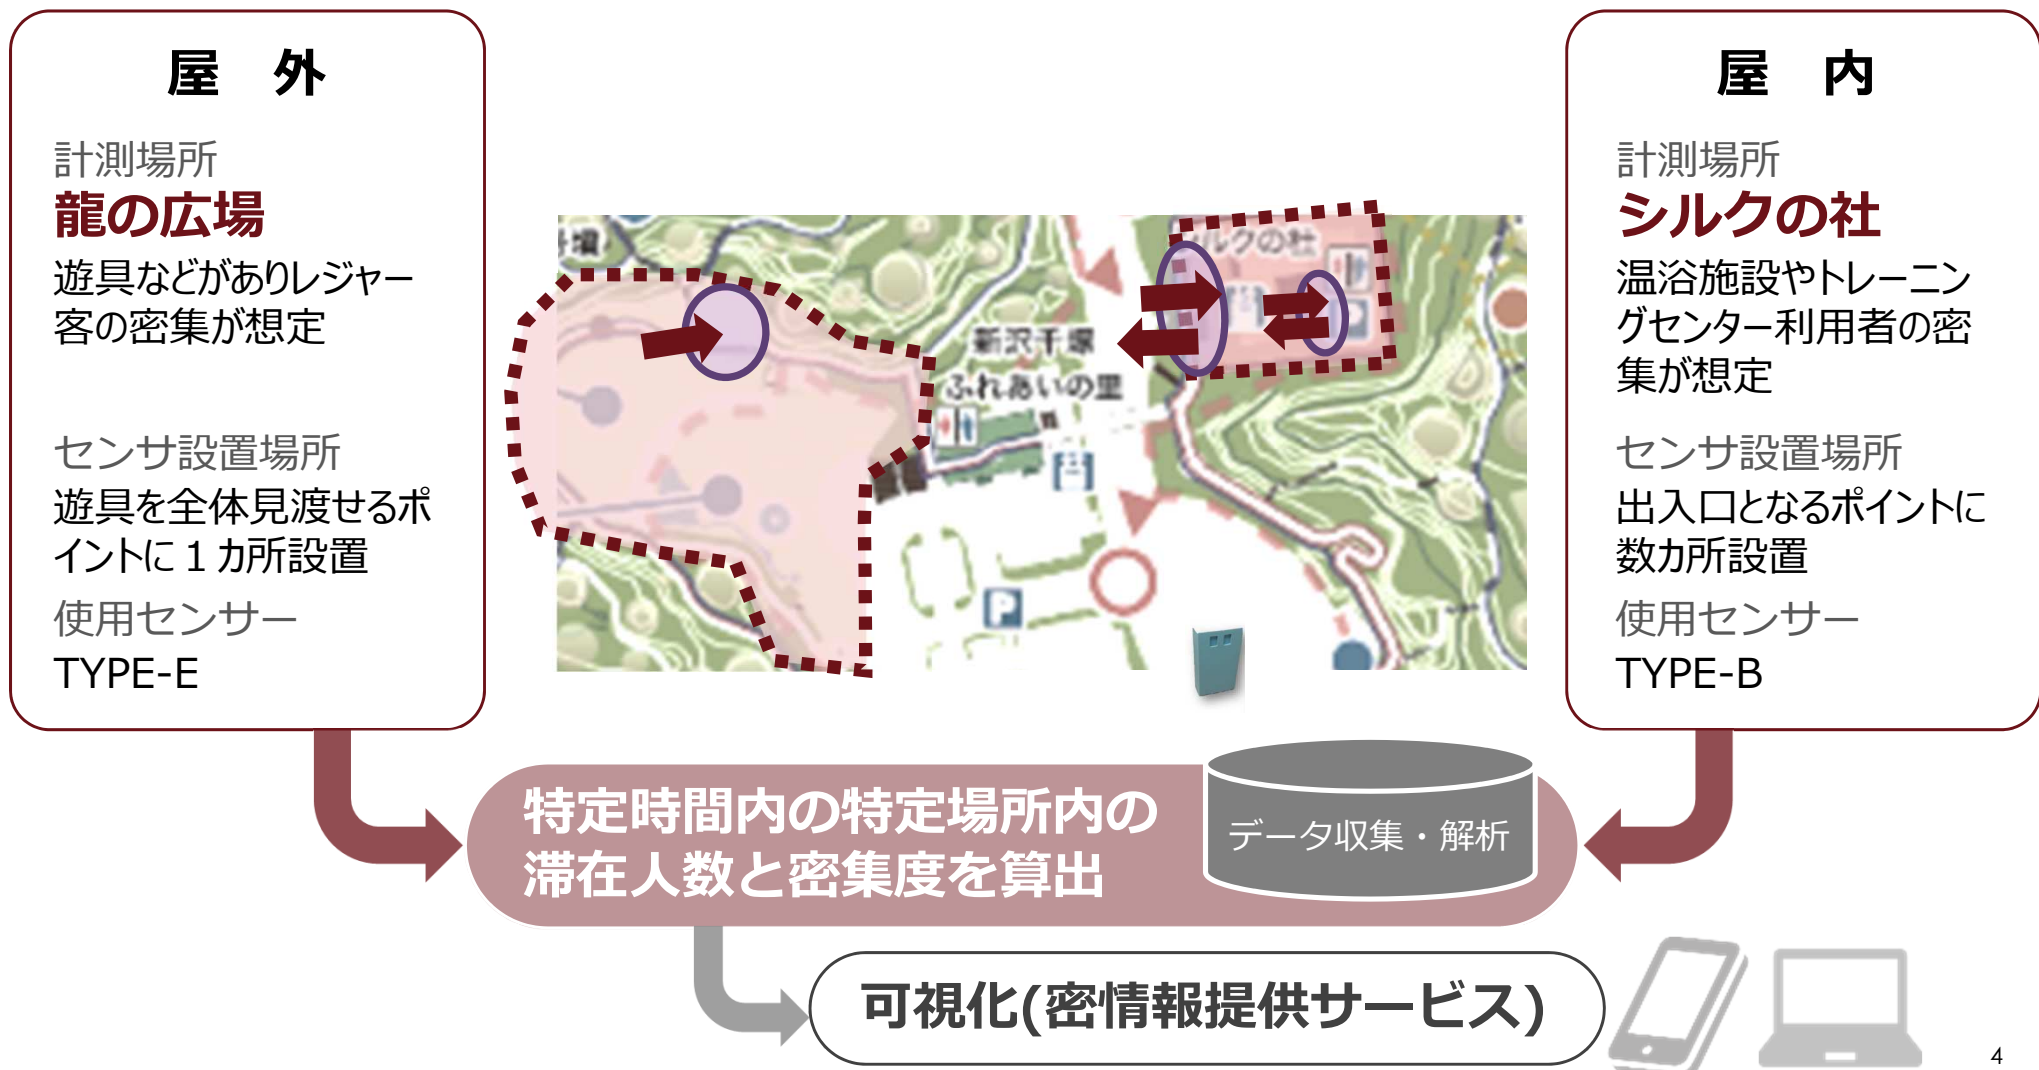 屋　外
計測場所
龍の広場
遊具などがありレジャー
客の密集が想定
センサ設置場所
遊具を全体見渡せるポ
イントに１カ所設置
使用センサー
TYPE-E
シルクの杜
新沢千塚
ふれあいの里
P
屋　内
計測場所
シルクの杜
温浴施設やトレーニン
グセンター利用者の密
集が想定
センサ設置場所
出入口となるポイントに
数カ所設置
使用センサー
TYPE-B
特定時間内の特定場所内の
滞在人数と密集度を算出
データ収集・解析
可視化(密情報提供サービス)
4